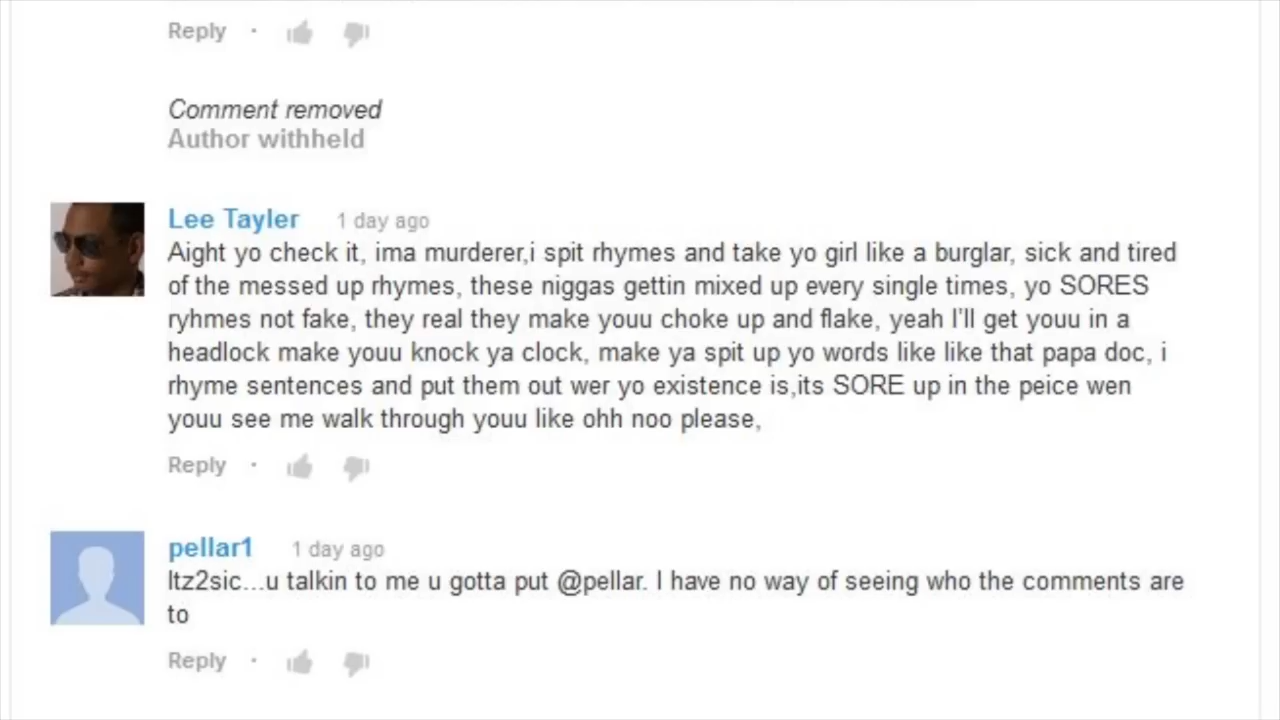 Reply ·
Comment removed
Author withheld
Lee Tayler 1 day ago
Aight yo check it, ima murderer,i spit rhymes and take yo girl like a burglar, sick and tired
of the messed up rhymes, these niggas gettin mixed up every single times, yo SORES
ryhmes not fake, they real they make youu choke up and flake, yeah I'll get youu in a
headlock make youu knock ya clock, make ya spit up yo words like like that papa doc, i
rhyme sentences and put them out wer yo existence is,its SORE up in the peice wen
youu see me walk through youu like ohh noo please,
Reply ·
pellar1 1 day ago
Itz2sic...u talkin to me u gotta put @pellar. I have no way of seeing who the comments are
to
Reply ·